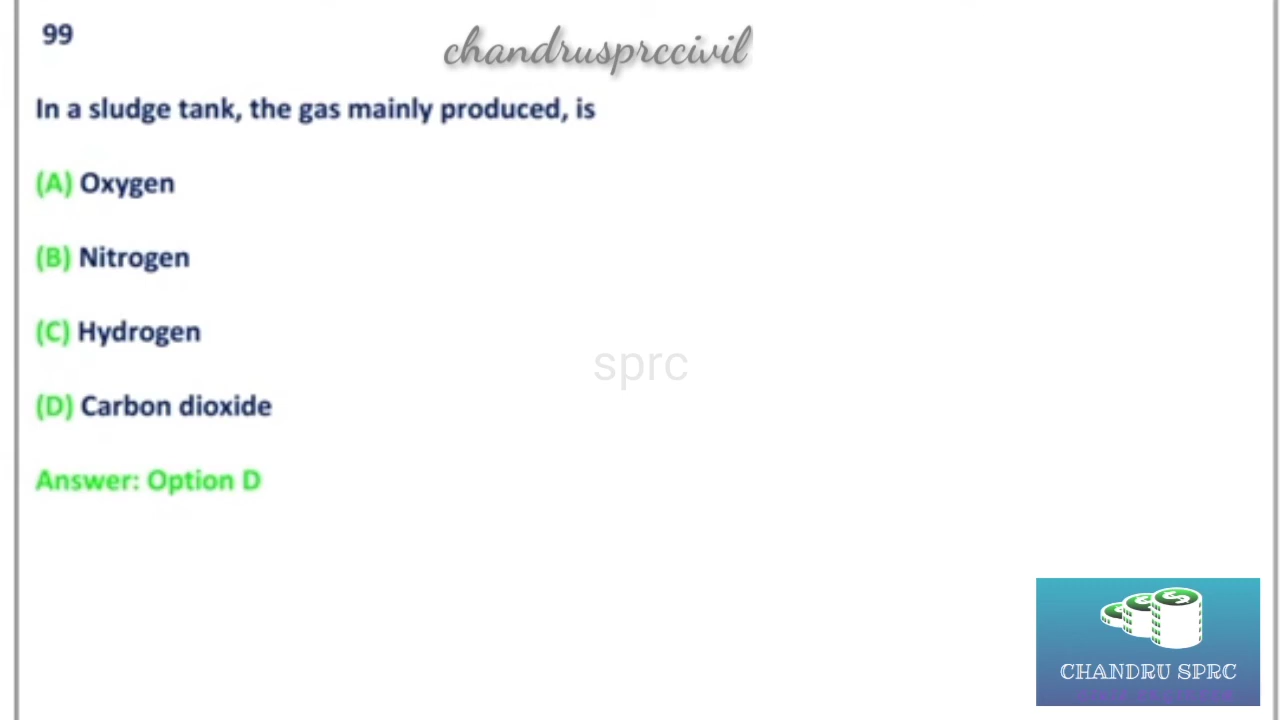 99
chandrusprccivil
In a sludge tank, the gas mainly produced, is
(A) Oxygen
(B) Nitrogen
(C) Hydrogen
sprc
(D) Carbon dioxide
Answer: Option D
CHANDRU SPRC